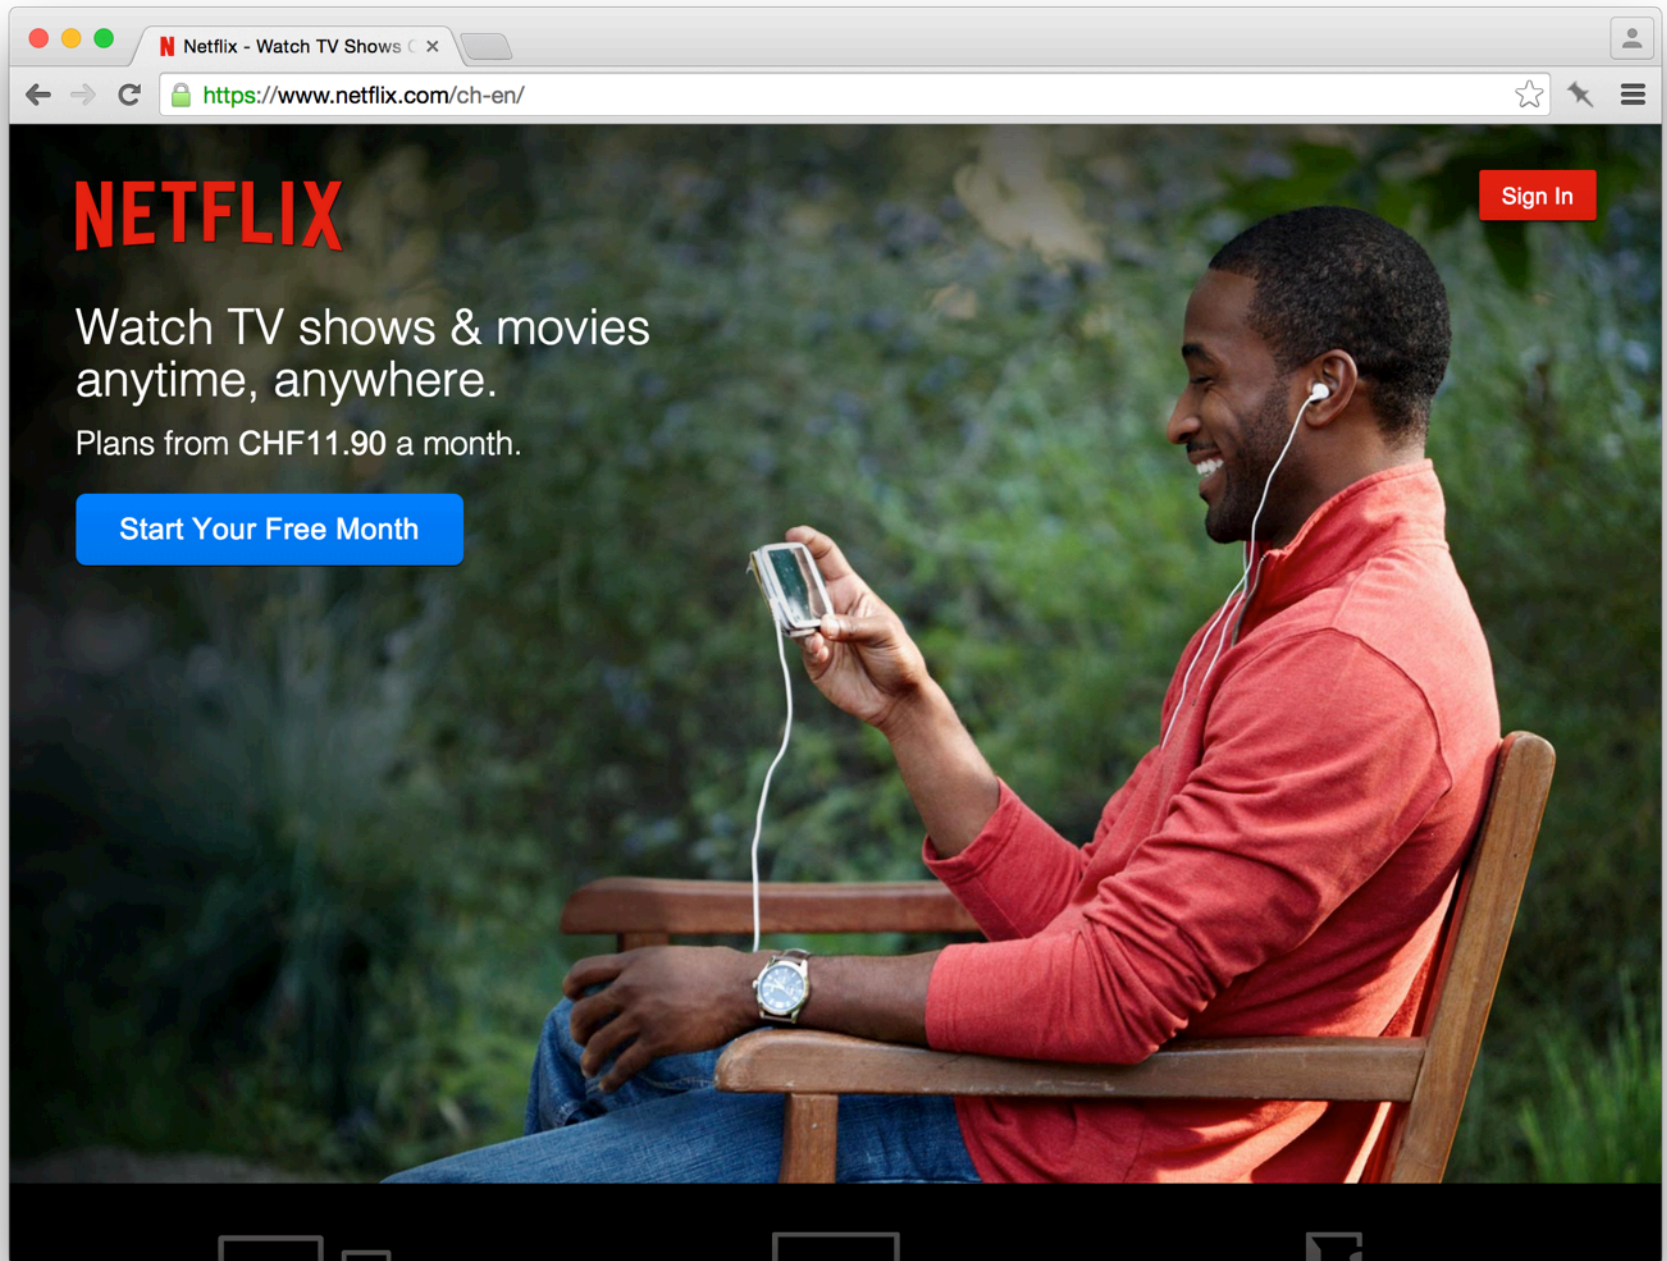 Netflix - Watch TV Shows
https://www.netflix.com/ch-en/
NETFLIX
Sign In
Watch TV shows & movies
anytime, anywhere.
Plans from CHF11.90 a month.
Start Your Free Month